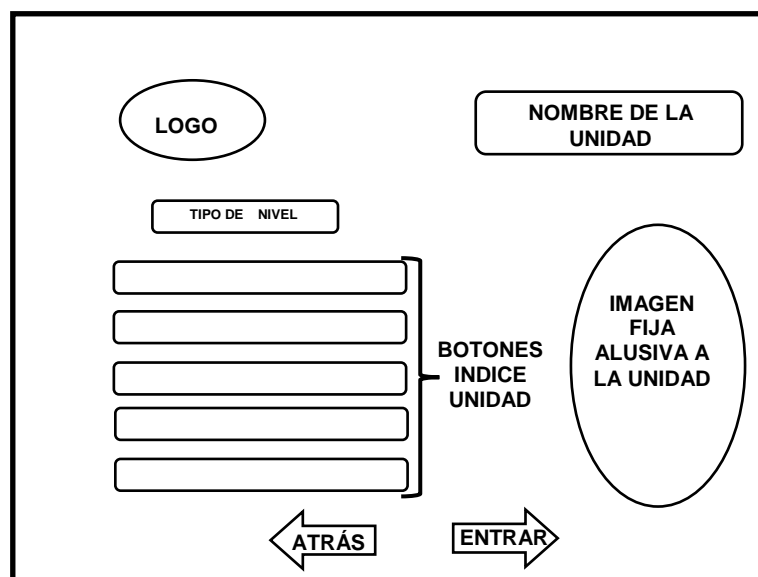 LOGO
NOMBRE DE LA
UNIDAD
TIPO DE NIVEL
BOTONES
INDICE
UNIDAD
IMAGEN
FIJA
ALUSIVA A
LA UNIDAD
ATRÁS
ENTRAR